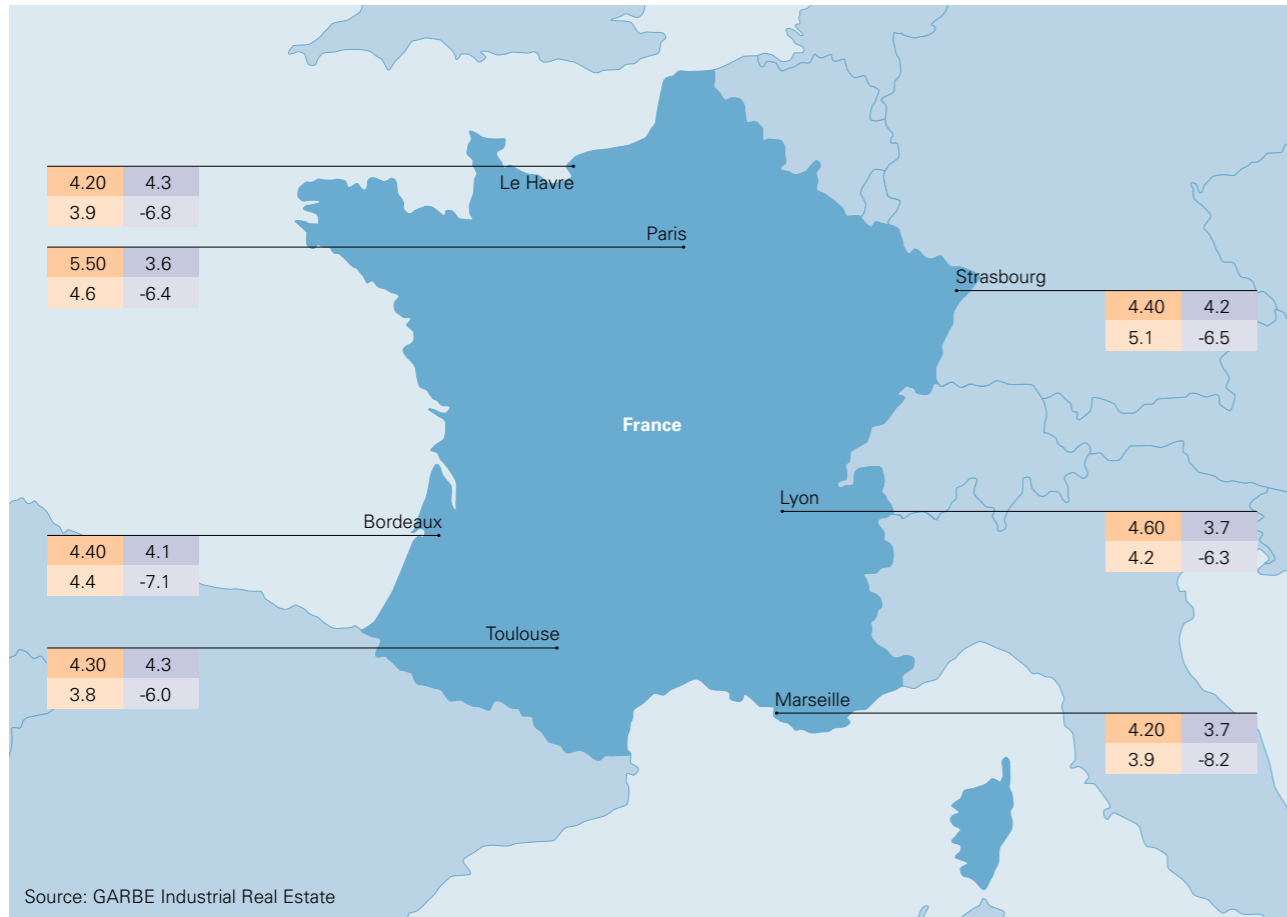 Le Havre
4.20 4.3
3.9 -6.8
Paris
5.50 3.6
4.6 -6.4
Strasbourg
4.40 4.2
5.1 -6.5
France
Lyon
4.60 3.7
4.2 -6.3
Bordeaux
4.40 4.1
4.4 -7.1
Toulouse
4.30 4.3
3.8 -6.0
Marseille
4.20 3.7
3.9 -8.2
Source: GARBE Industrial Real Estate